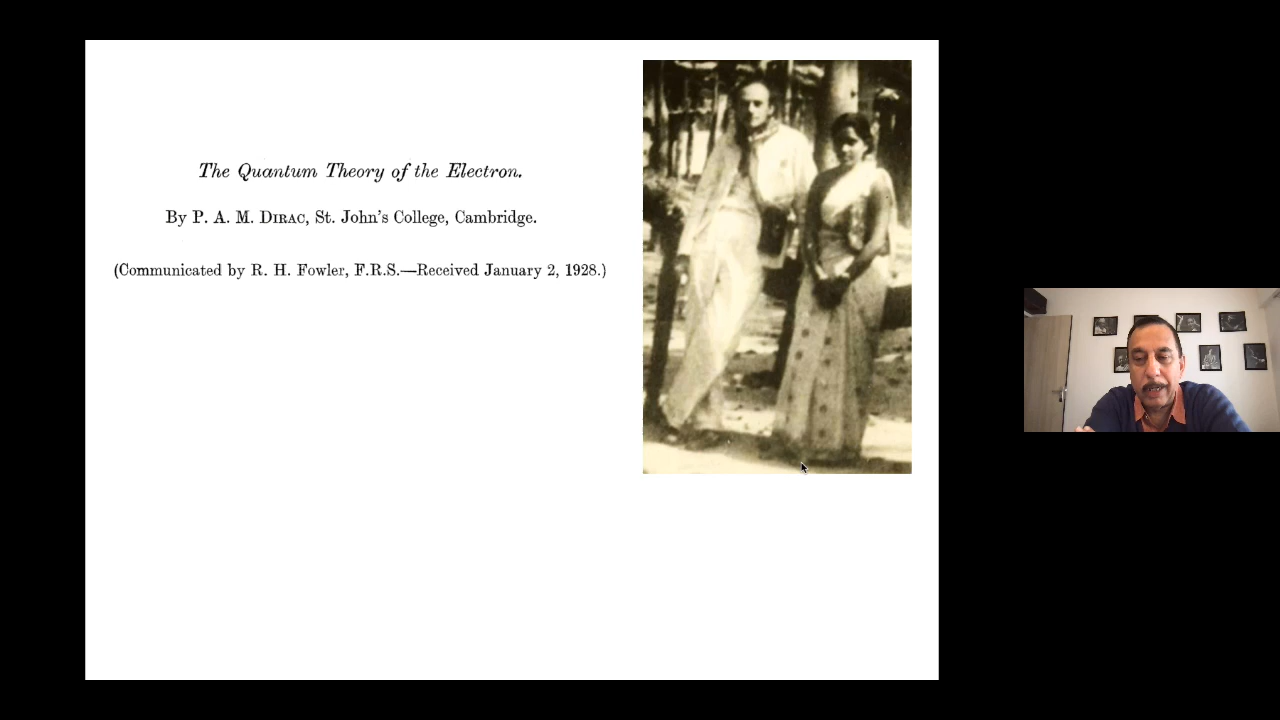 The Quantum Theory of the Electron.
By P. A. M. DIRAC, St. John's College, Cambridge.
(Communicated by R. H. Fowler, F.R.S.—Received January 2, 1928.)